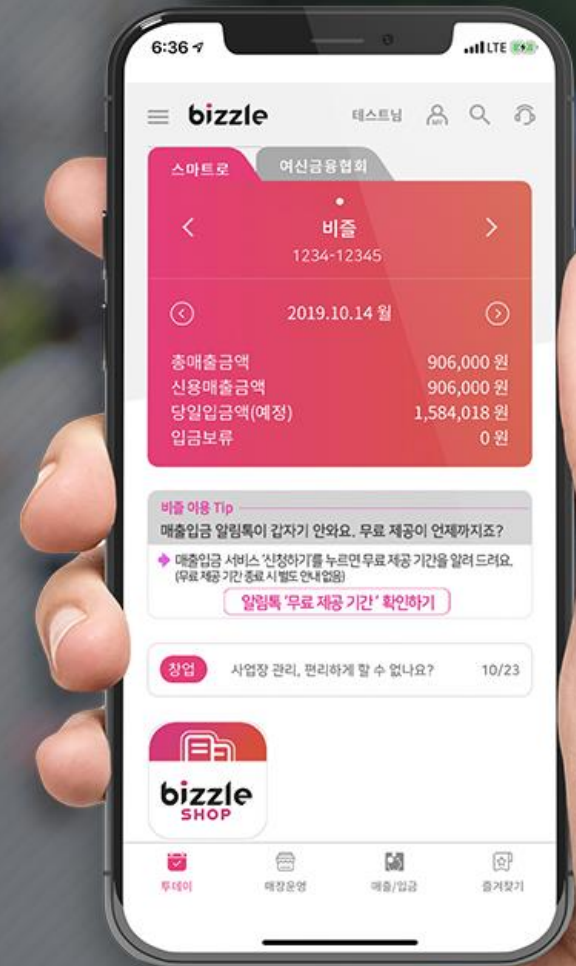 6:36
LTE
bizzle
테스트님
MY
스마트로
여신금융협회
비즐
1234-12345
2019.10.14 월
총매출금액 906,000 원
신용매출금액 906,000 원
당일입금액(예정) 1,584,018 원
입금보류 0 원
비즐 이용 Tip
매출입금 알림톡이 갑자기 안와요. 무료 제공이 언제까지죠?
매출입금 서비스 '신청하기'를 누르면 무료 제공 기간을 알려 드려요.
(무료 제공 기간 종료 시 별도 안내 없음)
알림톡 '무료 제공 기간' 확인하기
창업 사업장 관리, 편리하게 할 수 없나요? 10/23
bizzle
SHOP
투데이
매장운영
매출/입금
즐겨찾기